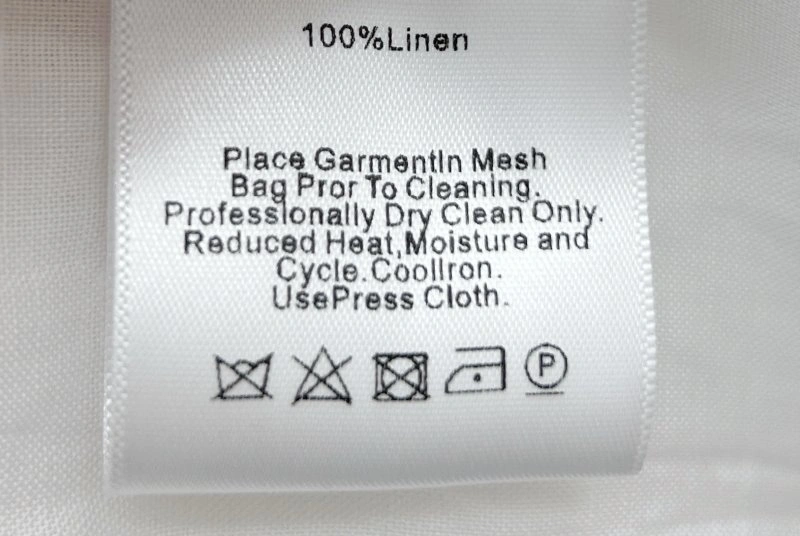 100%Linen
Place GarmentIn Mesh
Bag Pror To Cleaning.
Professionally Dry Clean Only.
Reduced Heat,Moisture and
Cycle.CoolIron.
UsePress Cloth.
P